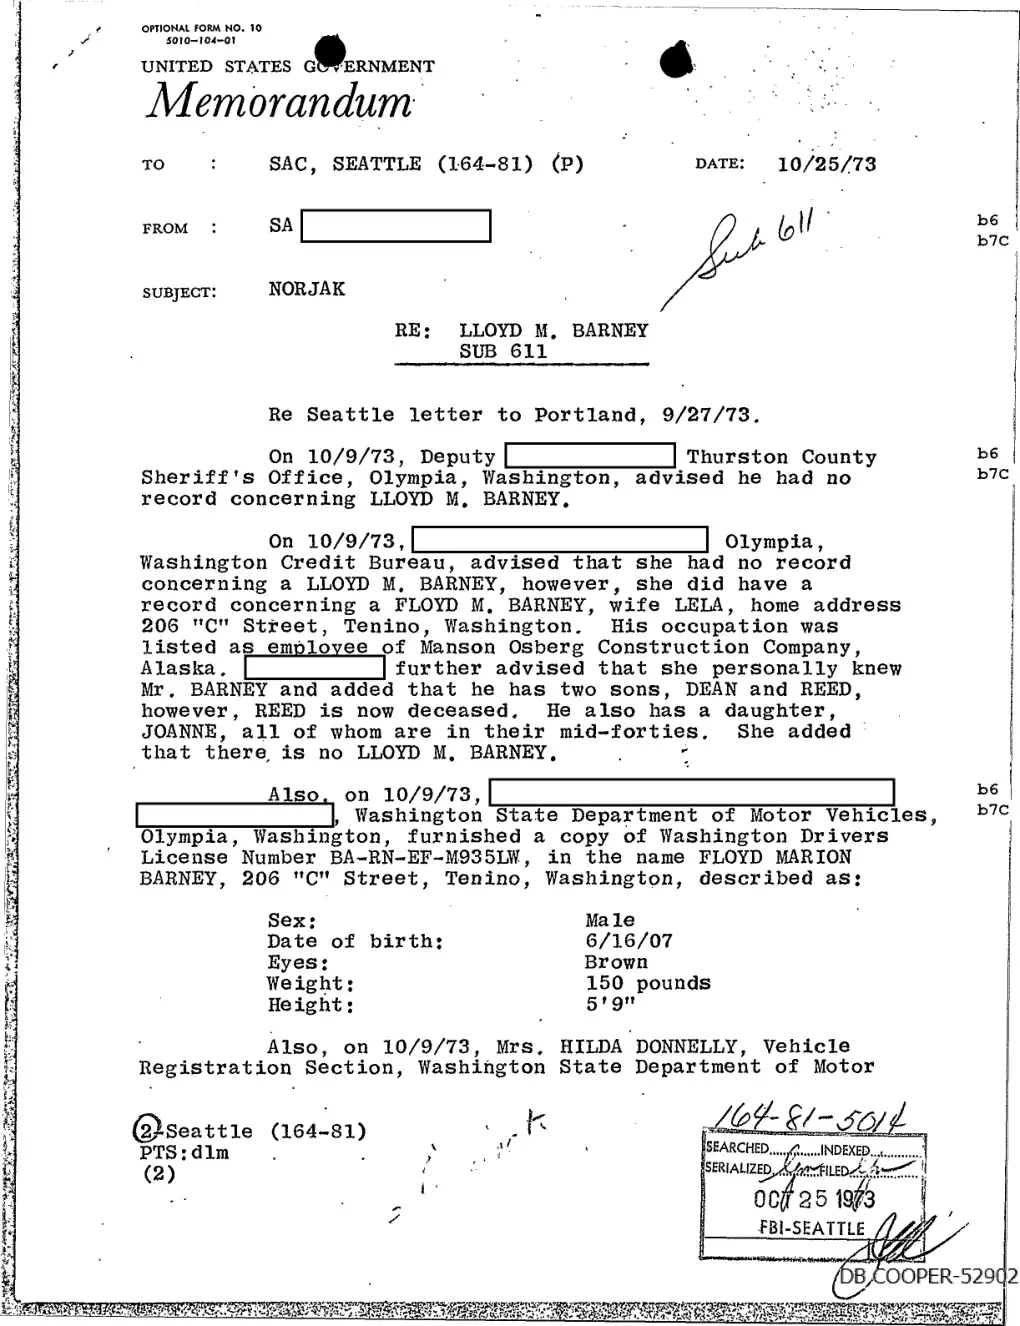 OPTIONAL FORM NO. 10
5010-104-01
UNITED STATES GOVERNMENT
Memorandum
TO : SAC, SEATTLE (164-81) (P) DATE: 10/25/73
FROM : SA b6
b7C
Sub 611
SUBJECT: NORJAK
RE: LLOYD M. BARNEY
SUB 611
Re Seattle letter to Portland, 9/27/73.
On 10/9/73, Deputy Thurston County b6
Sheriff's Office, Olympia, Washington, advised he had no b7C
record concerning LLOYD M. BARNEY.
On 10/9/73, Olympia,
Washington Credit Bureau, advised that she had no record
concerning a LLOYD M. BARNEY, however, she did have a
record concerning a FLOYD M. BARNEY, wife LELA, home address
206 "C" Street, Tenino, Washington. His occupation was
listed as employee of Manson Osberg Construction Company,
Alaska. further advised that she personally knew
Mr. BARNEY and added that he has two sons, DEAN and REED,
however, REED is now deceased. He also has a daughter,
JOANNE, all of whom are in their mid-forties. She added
that there is no LLOYD M. BARNEY.
Also, on 10/9/73, b6
, Washington State Department of Motor Vehicles, b7C
Olympia, Washington, furnished a copy of Washington Drivers
License Number BA-RN-EF-M935LW, in the name FLOYD MARION
BARNEY, 206 "C" Street, Tenino, Washington, described as:
Sex: Male
Date of birth: 6/16/07
Eyes: Brown
Weight: 150 pounds
Height: 5'9"
Also, on 10/9/73, Mrs. HILDA DONNELLY, Vehicle
Registration Section, Washington State Department of Motor
2-Seattle (164-81)
PTS:dlm
(2)
164-81-5014
SEARCHED......INDEXED......
SERIALIZED......FILED......
OCT 25 1973
FBI-SEATTLE
DB COOPER-52902